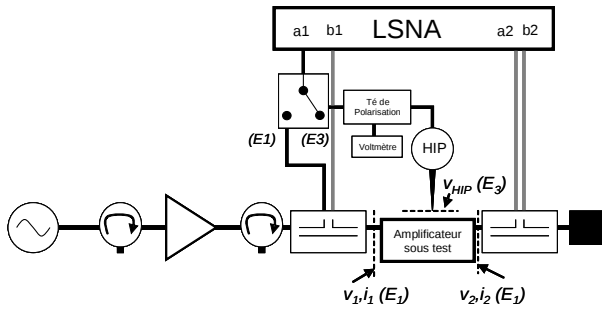 LSNA
a1 b1 a2 b2
Té de
Polarisation
Voltmètre
(E1) (E3)
HIP
vHIP (E3)
Amplificateur
sous test
v1,i1 (E1)
v2,i2 (E1)